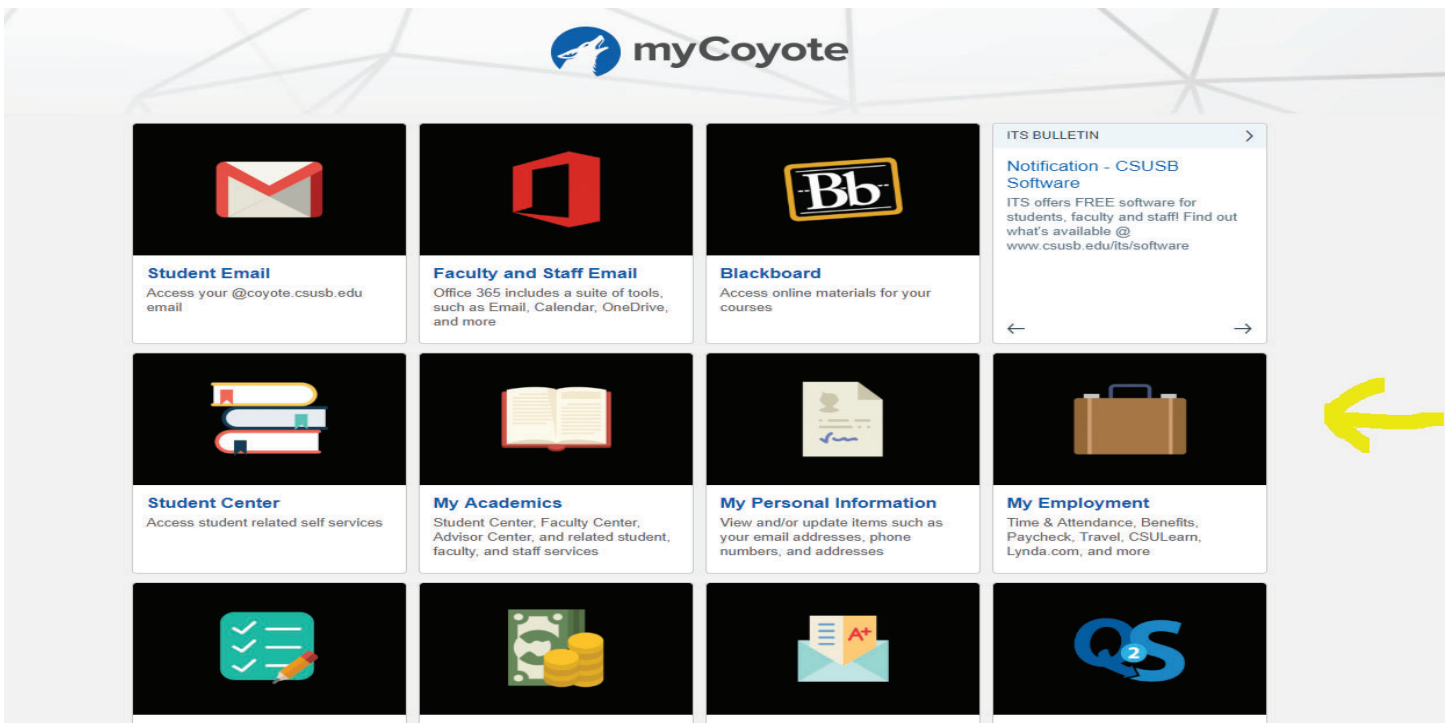 myCoyote
Student Email
Access your @coyote.csusb.edu
email
Faculty and Staff Email
Office 365 includes a suite of tools,
such as Email, Calendar, OneDrive,
and more
Bb
Blackboard
Access online materials for your
courses
ITS BULLETIN
Notification - CSUSB
Software
ITS offers FREE software for
students, faculty and staff! Find out
what's available @
www.csusb.edu/its/software
Student Center
Access student related self services
My Academics
Student Center, Faculty Center,
Advisor Center, and related student,
faculty, and staff services
My Personal Information
View and/or update items such as
your email addresses, phone
numbers, and addresses
My Employment
Time & Attendance, Benefits,
Paycheck, Travel, CSULearn,
Lynda.com, and more
A+
Q2S